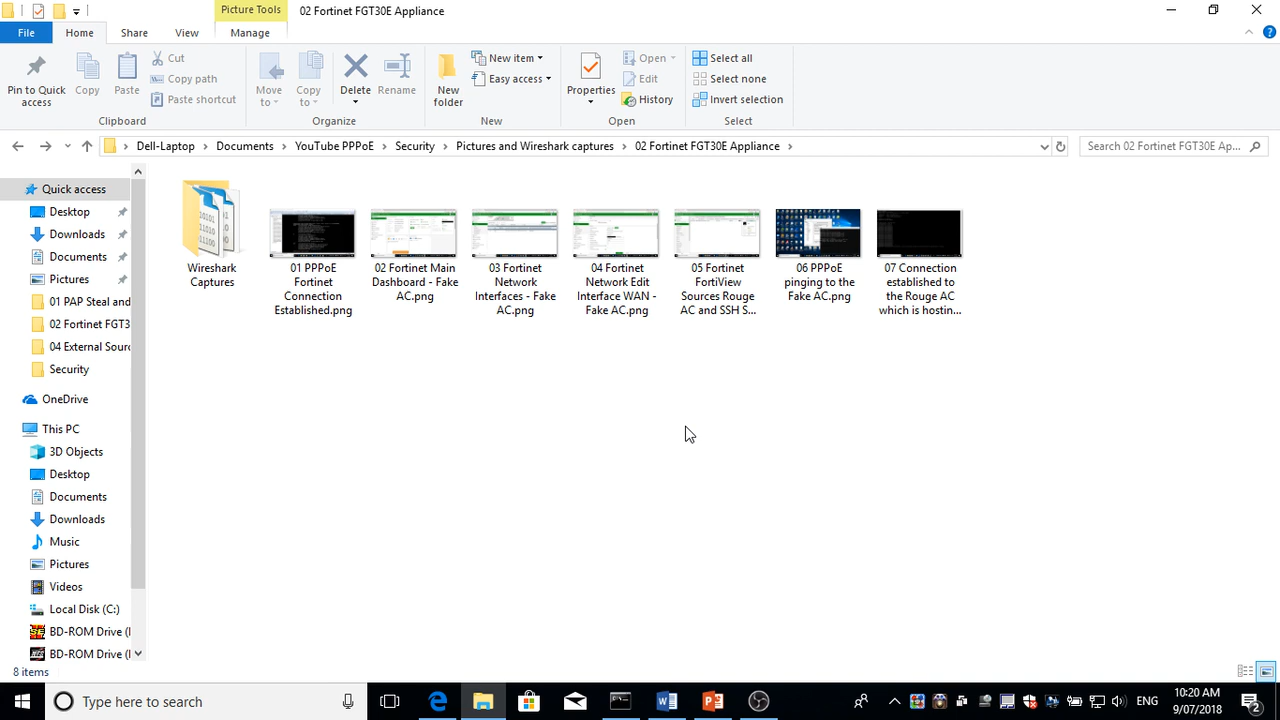 Picture Tools
02 Fortinet FGT30E Appliance
File
Home
Share
View
Manage
Pin to Quick access
Copy
Paste
Cut
Copy path
Paste shortcut
Clipboard
Move to
Copy to
Delete
Rename
Organize
New folder
New item
Easy access
New
Properties
Open
Edit
History
Open
Select all
Select none
Invert selection
Select
Dell-Laptop
Documents
YouTube PPPoE
Security
Pictures and Wireshark captures
02 Fortinet FGT30E Appliance
Search 02 Fortinet FGT30E Ap...
Quick access
Desktop
Downloads
Documents
Pictures
01 PAP Steal and
02 Fortinet FGT3
04 External Sourc
Security
OneDrive
This PC
3D Objects
Desktop
Documents
Downloads
Music
Pictures
Videos
Local Disk (C:)
BD-ROM Drive (
BD-ROM Drive (
Wireshark
Captures
01 PPPoE
Fortinet
Connection
Established.png
02 Fortinet Main
Dashboard - Fake
AC.png
03 Fortinet
Network
Interfaces - Fake
AC.png
04 Fortinet
Network Edit
Interface WAN -
Fake AC.png
05 Fortinet
FortiView
Sources Rouge
AC and SSH S...
06 PPPoE
pinging to the
Fake AC.png
07 Connection
established to
the Rouge AC
which is hostin...
8 items
Type here to search
ENG
10:20 AM
9/07/2018
2